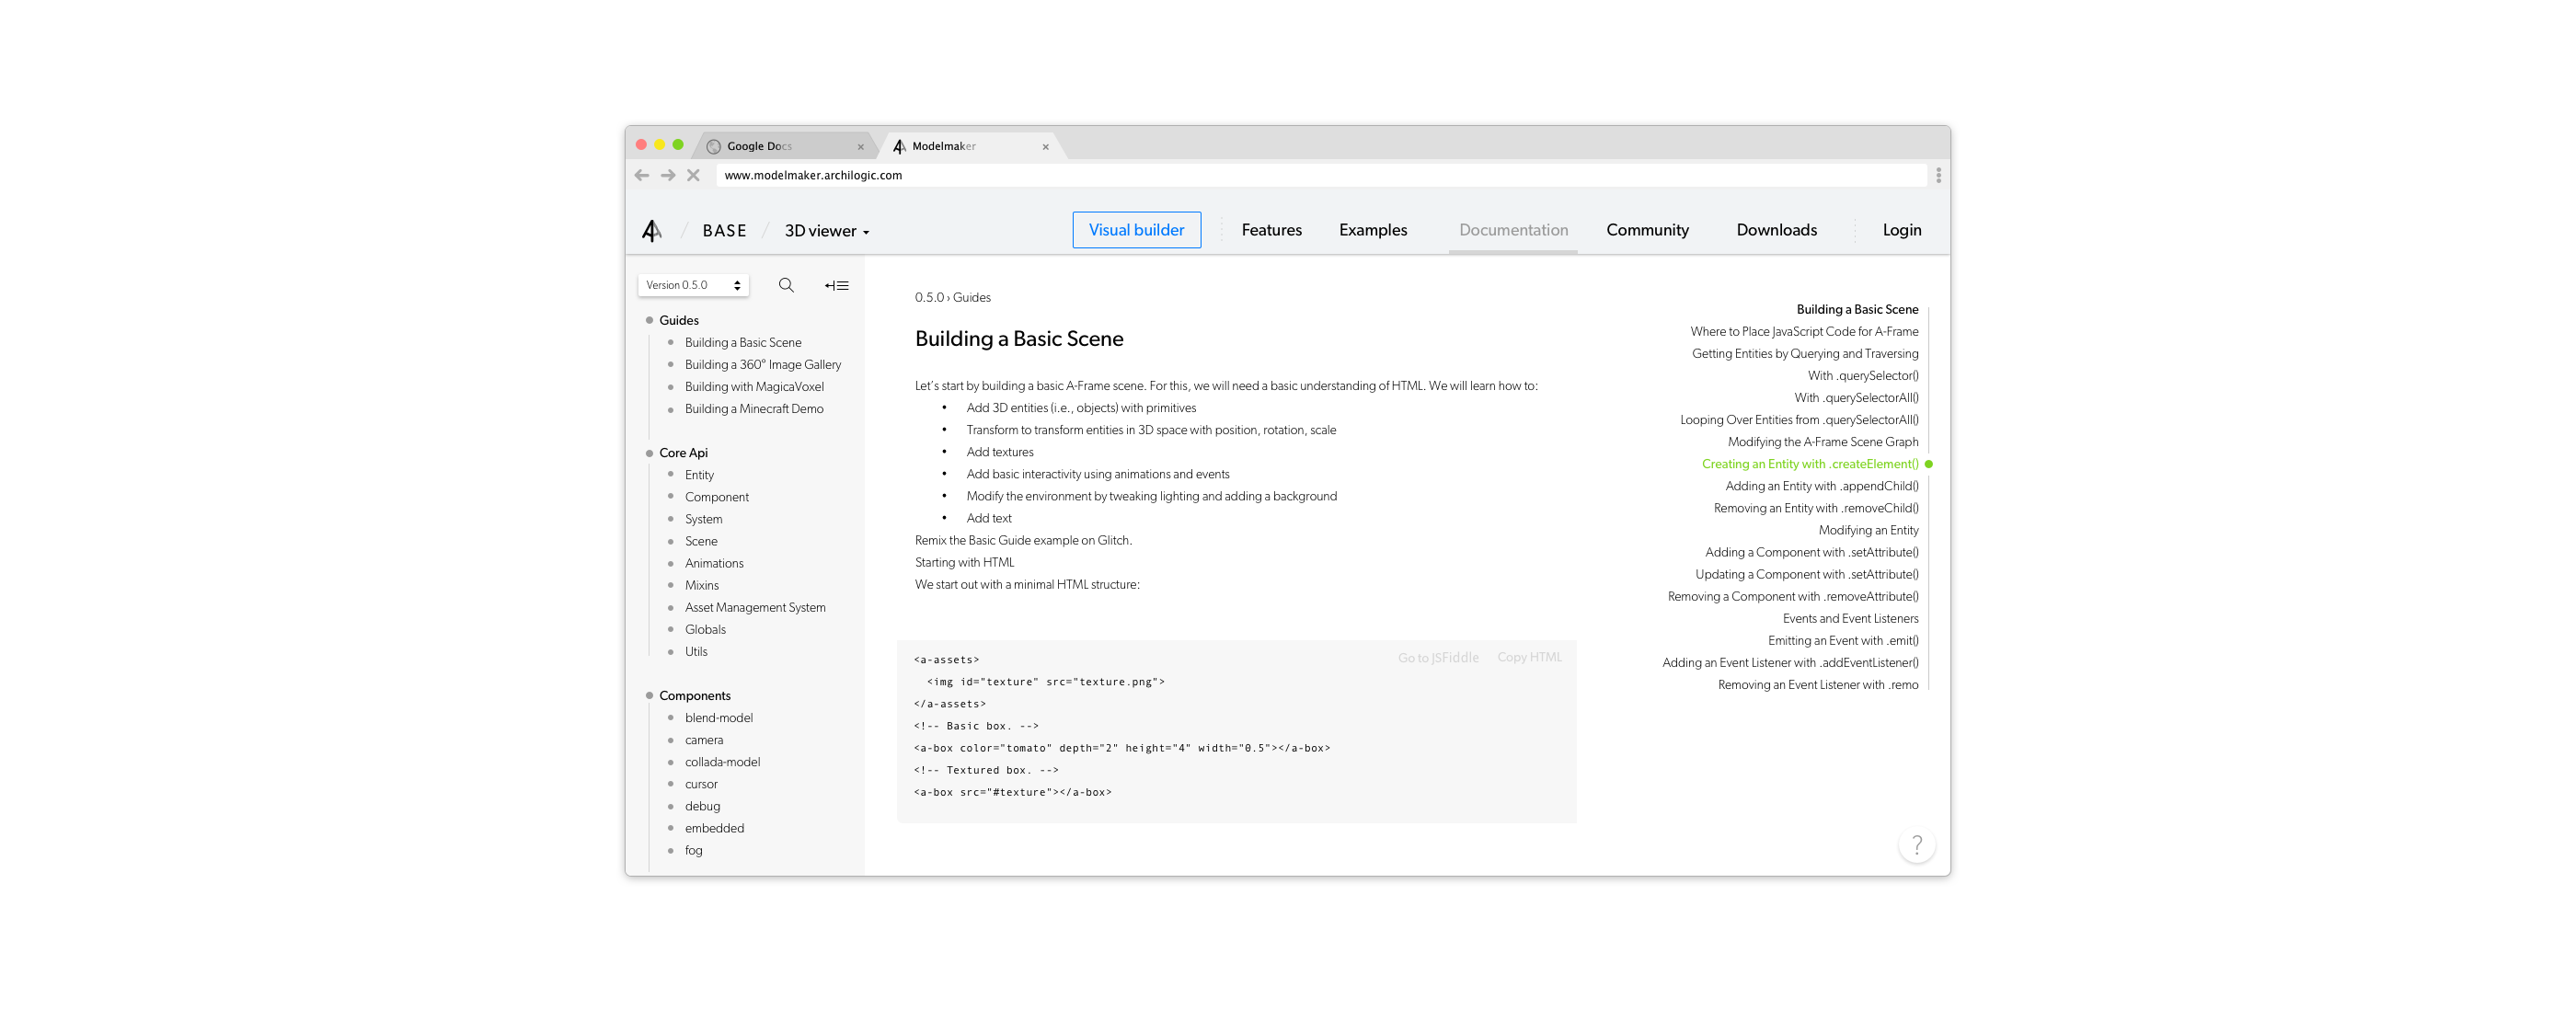 Google Docs
Modelmaker
www.modelmaker.archilogic.com
BASE
3D viewer
Visual builder
Features
Examples
Documentation
Community
Downloads
Login
Version 0.5.0
Guides
Building a Basic Scene
Building a 360° Image Gallery
Building with MagicaVoxel
Building a Minecraft Demo
Core Api
Entity
Component
System
Scene
Animations
Mixins
Asset Management System
Globals
Utils
Components
blend-model
camera
collada-model
cursor
debug
embedded
fog
0.5.0 › Guides
Building a Basic Scene
Let's start by building a basic A-Frame scene. For this, we will need a basic understanding of HTML. We will learn how to:
• Add 3D entities (i.e., objects) with primitives
• Transform to transform entities in 3D space with position, rotation, scale
• Add textures
• Add basic interactivity using animations and events
• Modify the environment by tweaking lighting and adding a background
• Add text
Remix the Basic Guide example on Glitch.
Starting with HTML
We start out with a minimal HTML structure:
Go to JSFiddle
Copy HTML
<a-assets>
  <img id="texture" src="texture.png">
</a-assets>
<!-- Basic box. -->
<a-box color="tomato" depth="2" height="4" width="0.5"></a-box>
<!-- Textured box. -->
<a-box src="#texture"></a-box>
Building a Basic Scene
Where to Place JavaScript Code for A-Frame
Getting Entities by Querying and Traversing
With .querySelector()
With .querySelectorAll()
Looping Over Entities from .querySelectorAll()
Modifying the A-Frame Scene Graph
Creating an Entity with .createElement()
Adding an Entity with .appendChild()
Removing an Entity with .removeChild()
Modifying an Entity
Adding a Component with .setAttribute()
Updating a Component with .setAttribute()
Removing a Component with .removeAttribute()
Events and Event Listeners
Emitting an Event with .emit()
Adding an Event Listener with .addEventListener()
Removing an Event Listener with .remo
?